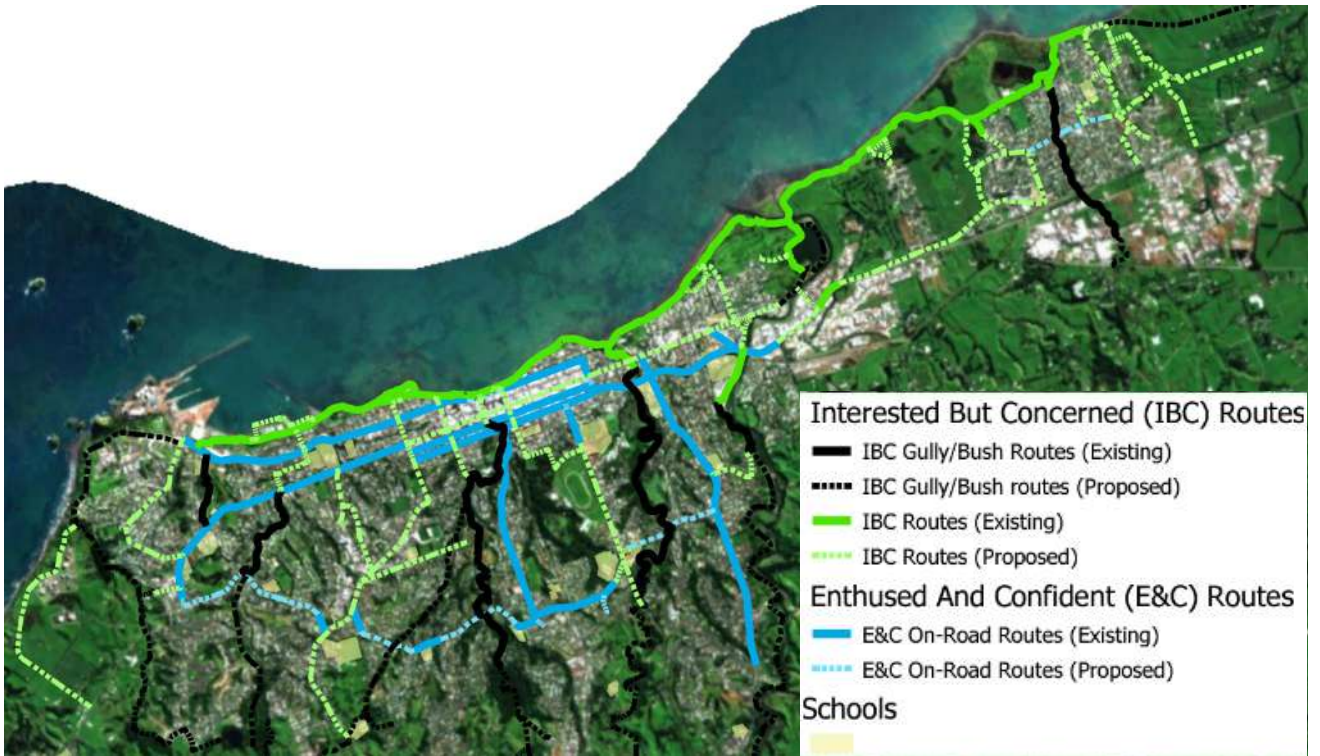 Interested But Concerned (IBC) Routes
IBC Gully/Bush Routes (Existing)
IBC Gully/Bush routes (Proposed)
IBC Routes (Existing)
IBC Routes (Proposed)
Enthused And Confident (E&C) Routes
E&C On-Road Routes (Existing)
E&C On-Road Routes (Proposed)
Schools